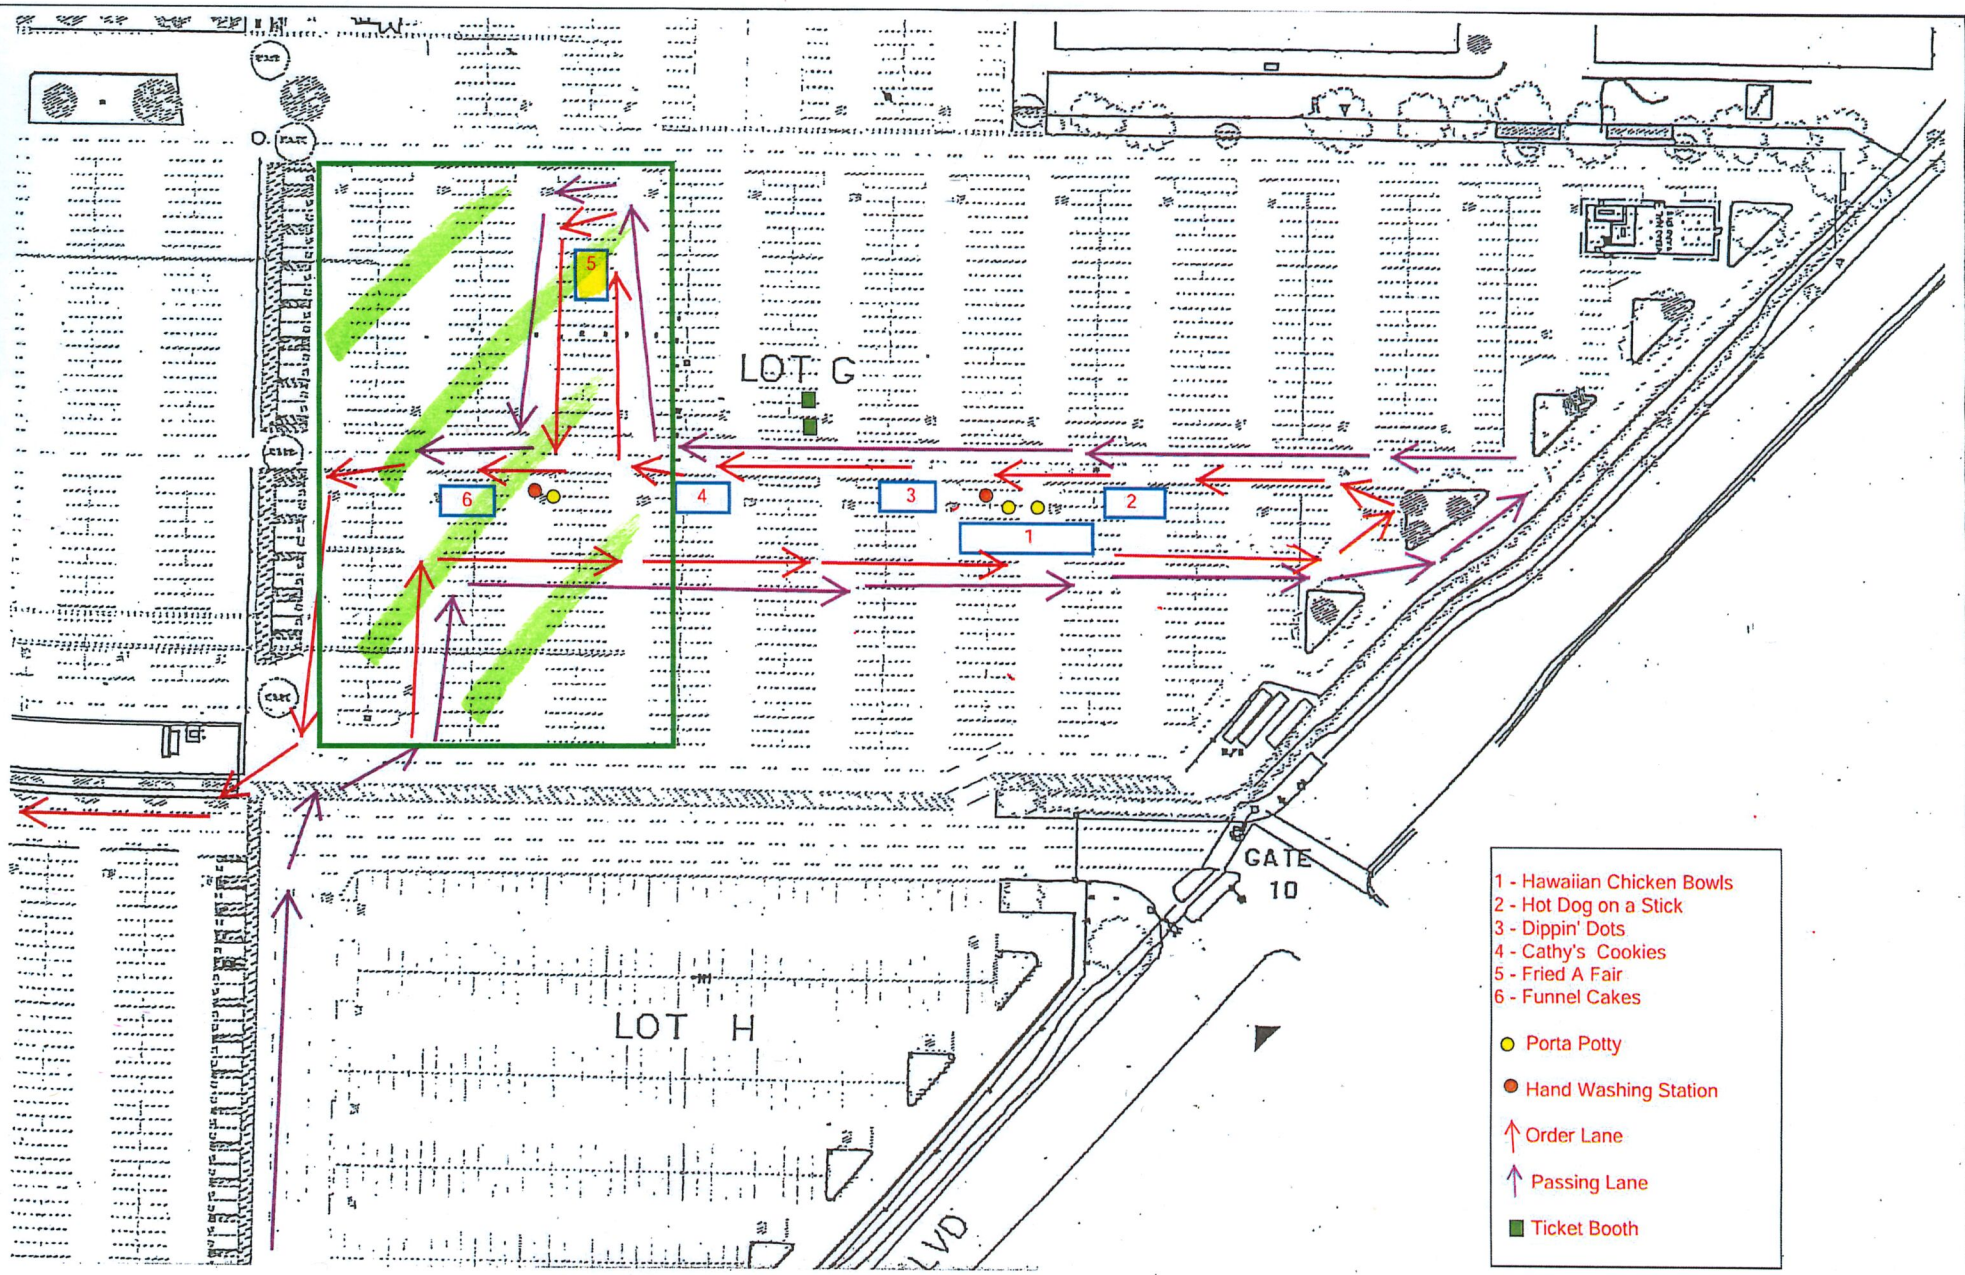 5
LOT G
6
4
3
2
1
GATE
10
LOT H
LVD
1 - Hawaiian Chicken Bowls
2 - Hot Dog on a Stick
3 - Dippin' Dots
4 - Cathy's Cookies
5 - Fried A Fair
6 - Funnel Cakes
Porta Potty
Hand Washing Station
Order Lane
Passing Lane
Ticket Booth